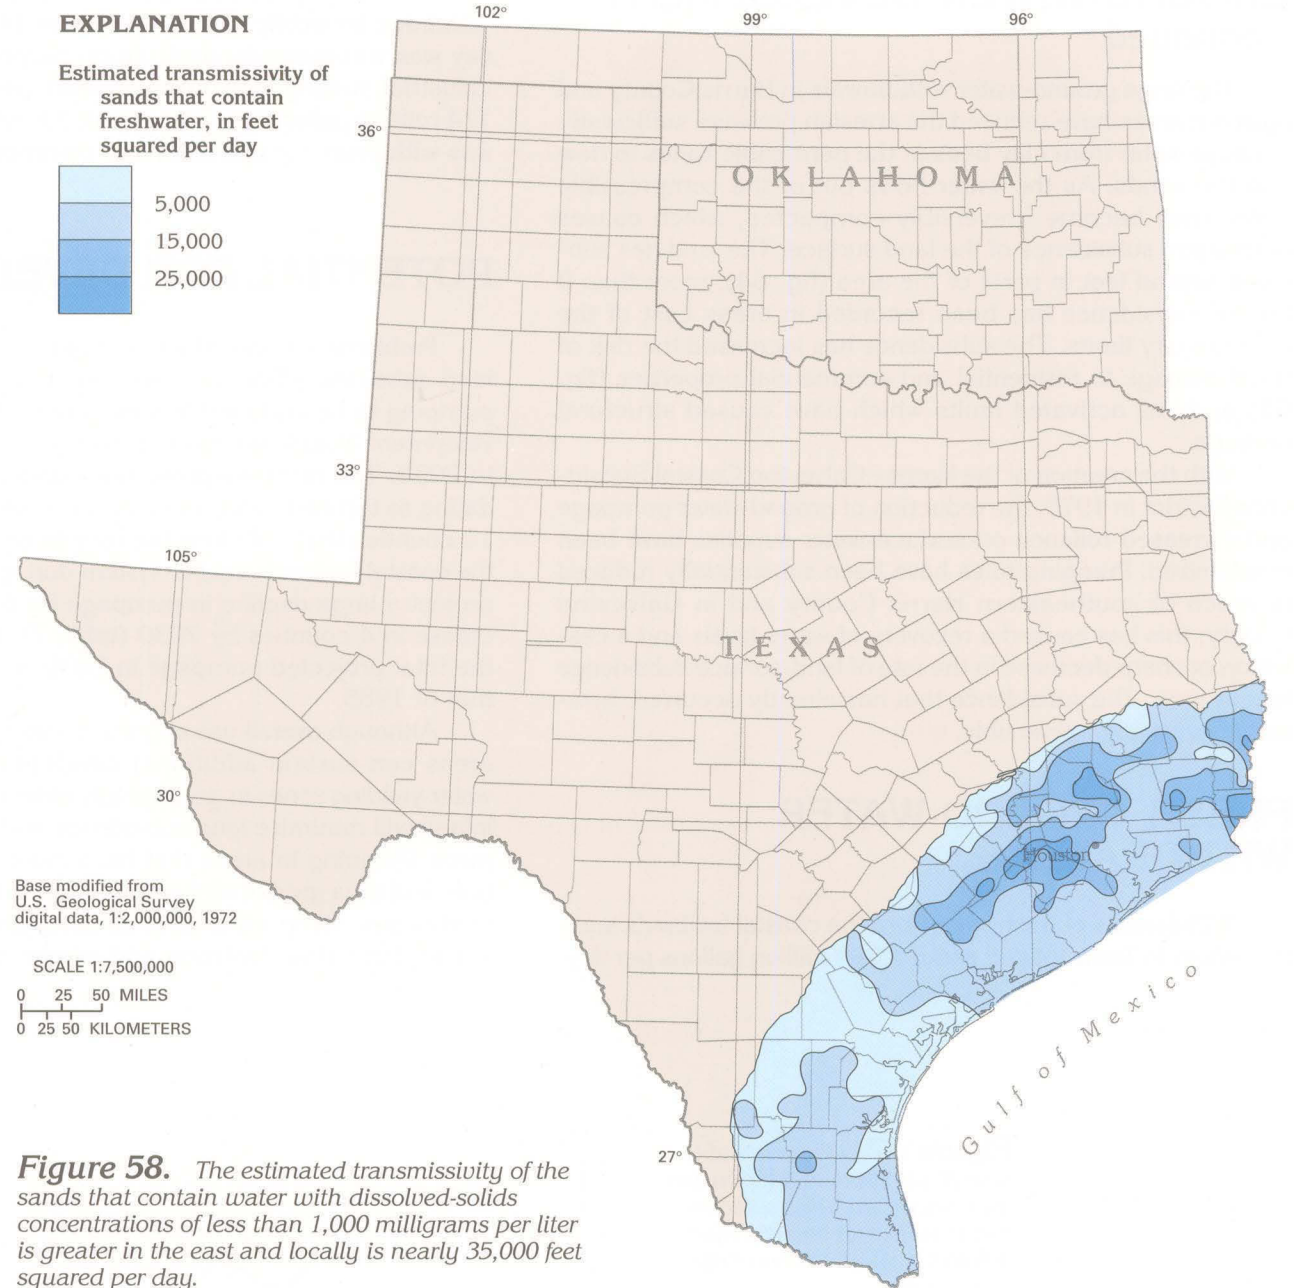 EXPLANATION
Estimated transmissivity of
sands that contain
freshwater, in feet
squared per day
5,000
15,000
25,000
102°
99°
96°
36°
OKLAHOMA
33°
105°
TEXAS
30°
Houston
Base modified from
U.S. Geological Survey
digital data, 1:2,000,000, 1972
SCALE 1:7,500,000
0 25 50 MILES
0 25 50 KILOMETERS
Gulf of Mexico
27°
Figure 58. The estimated transmissivity of the
sands that contain water with dissolved-solids
concentrations of less than 1,000 milligrams per liter
is greater in the east and locally is nearly 35,000 feet
squared per day.